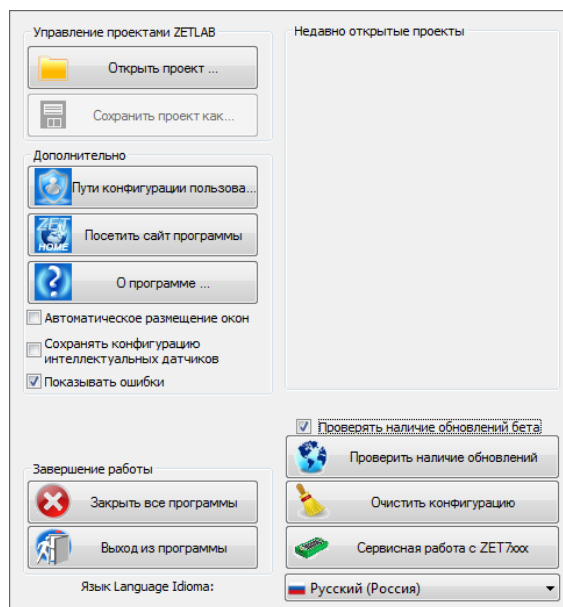 Управление проектами ZETLAB
Открыть проект ...
Сохранить проект как...
Дополнительно
Пути конфигурации пользова...
ZET
HOME
Посетить сайт программы
О программе ...
Автоматическое размещение окон
Сохранять конфигурацию
интеллектуальных датчиков
Показывать ошибки
Завершение работы
Закрыть все программы
Выход из программы
Язык Language Idioma:
Недавно открытые проекты
Проверять наличие обновлений бета
Проверить наличие обновлений
Очистить конфигурацию
Сервисная работа с ZET7xxx
Русский (Россия)